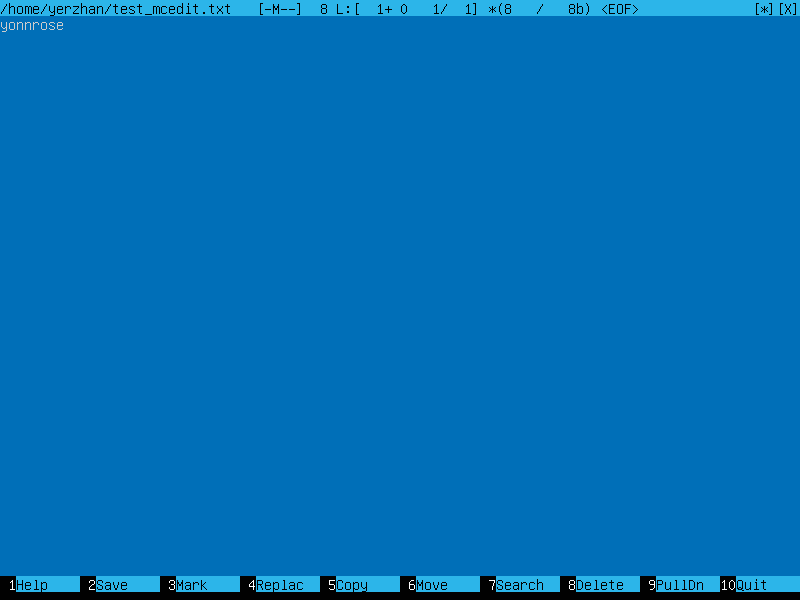 /home/yerzhan/test_mcedit.txt [-M--] 8 L:[ 1+ 0 1/ 1] *(8 / 8b) <EOF> [*][X]
yonnrose
1Help 2Save 3Mark 4Replac 5Copy 6Move 7Search 8Delete 9PullDn 10Quit